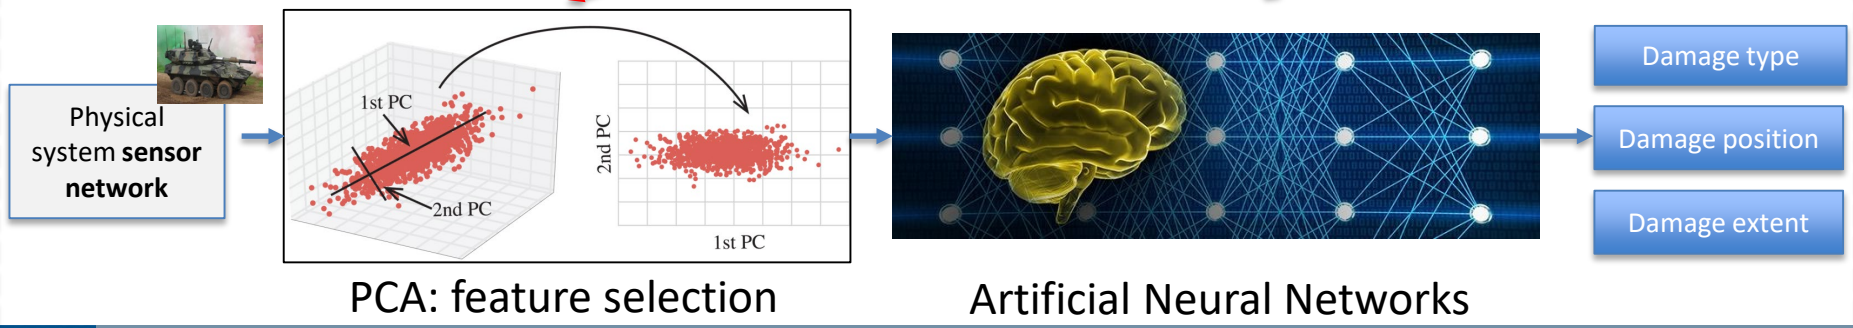 Physical
system sensor
network
1st PC
2nd PC
2nd PC
1st PC
Damage type
Damage position
Damage extent
PCA: feature selection
Artificial Neural Networks